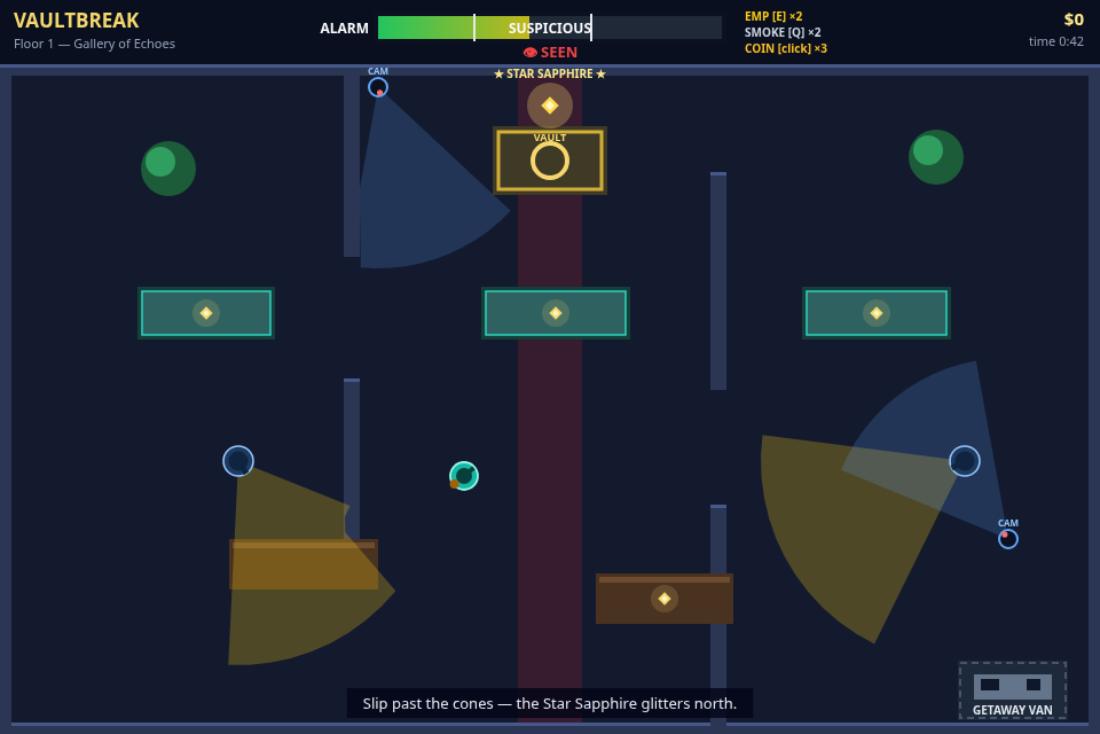 VAULTBREAK
Floor 1 — Gallery of Echoes
ALARM
SUSPICIOUS
SEEN
EMP [E] ×2
SMOKE [Q] ×2
COIN [click] ×3
$0
time 0:42
CAM
★ STAR SAPPHIRE ★
VAULT
CAM
GETAWAY VAN
Slip past the cones — the Star Sapphire glitters north.